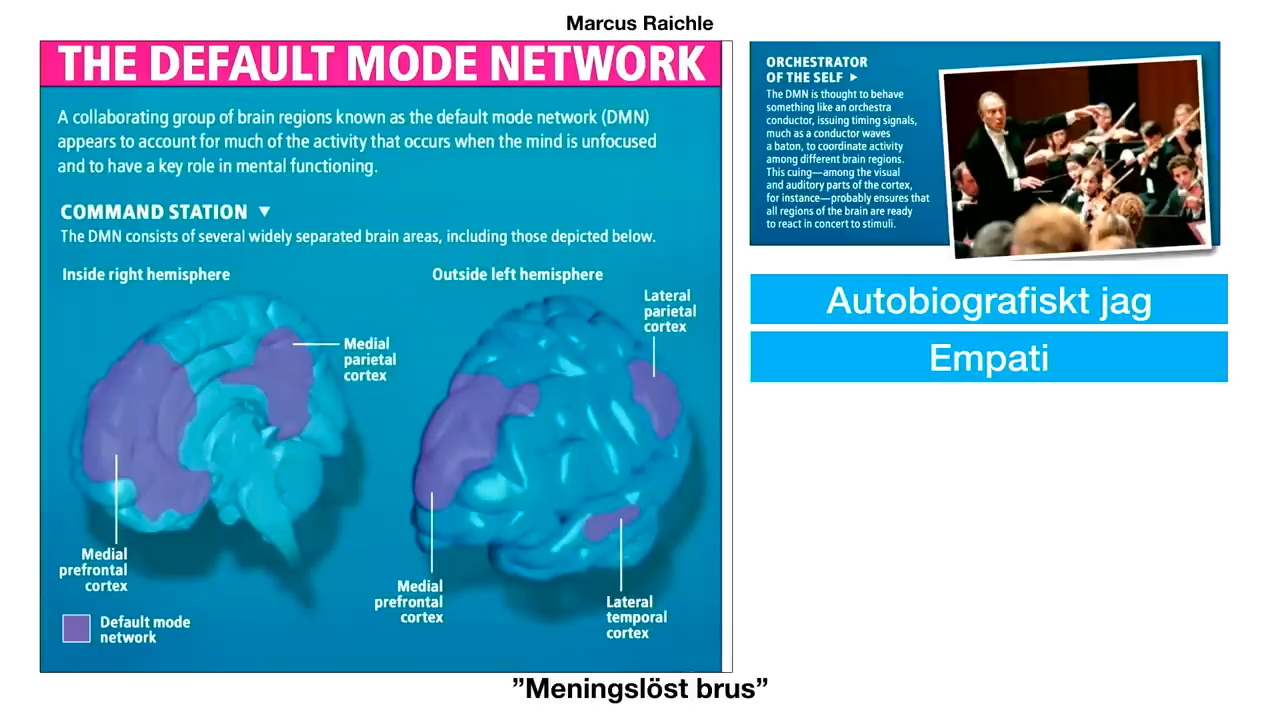 Marcus Raichle
THE DEFAULT MODE NETWORK
A collaborating group of brain regions known as the default mode network (DMN)
appears to account for much of the activity that occurs when the mind is unfocused
and to have a key role in mental functioning.
COMMAND STATION ▼
The DMN consists of several widely separated brain areas, including those depicted below.
Inside right hemisphere
Outside left hemisphere
Medial
parietal
cortex
Medial
prefrontal
cortex
Lateral
parietal
cortex
Medial
prefrontal
cortex
Lateral
temporal
cortex
Default mode
network
ORCHESTRATOR
OF THE SELF ►
The DMN is thought to behave
something like an orchestra
conductor, issuing timing signals,
much as a conductor waves
a baton, to coordinate activity
among different brain regions.
This cuing—among the visual
and auditory parts of the cortex,
for instance—probably ensures that
all regions of the brain are ready
to react in concert to stimuli.
Autobiografiskt jag
Empati
”Meningslöst brus”